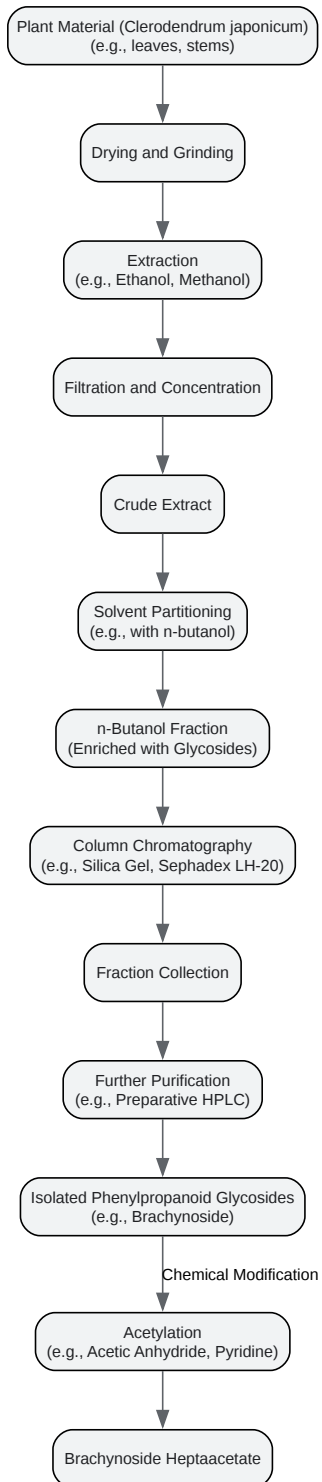 Plant Material (Clerodendrum japonicum)
(e.g., leaves, stems)
Drying and Grinding
Extraction
(e.g., Ethanol, Methanol)
Filtration and Concentration
Crude Extract
Solvent Partitioning
(e.g., with n-butanol)
n-Butanol Fraction
(Enriched with Glycosides)
Column Chromatography
(e.g., Silica Gel, Sephadex LH-20)
Fraction Collection
Further Purification
(e.g., Preparative HPLC)
Isolated Phenylpropanoid Glycosides
(e.g., Brachynoside)
Chemical Modification
Acetylation
(e.g., Acetic Anhydride, Pyridine)
Brachynoside Heptaacetate